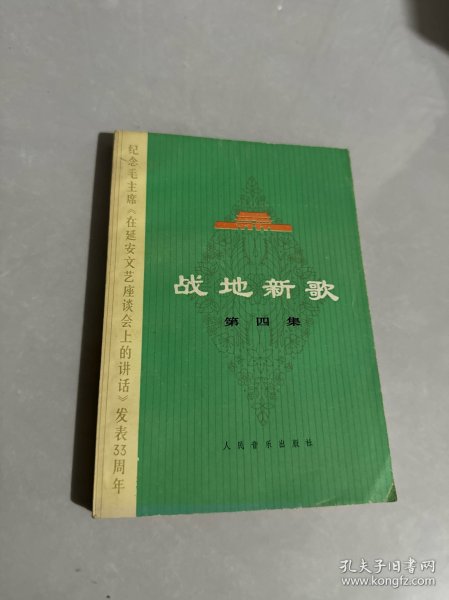 纪念毛主席《在延安文艺座谈会上的讲话》发表33周年
战地新歌
第四集
人民音乐出版社
孔夫子旧书网
www.kongfz.com